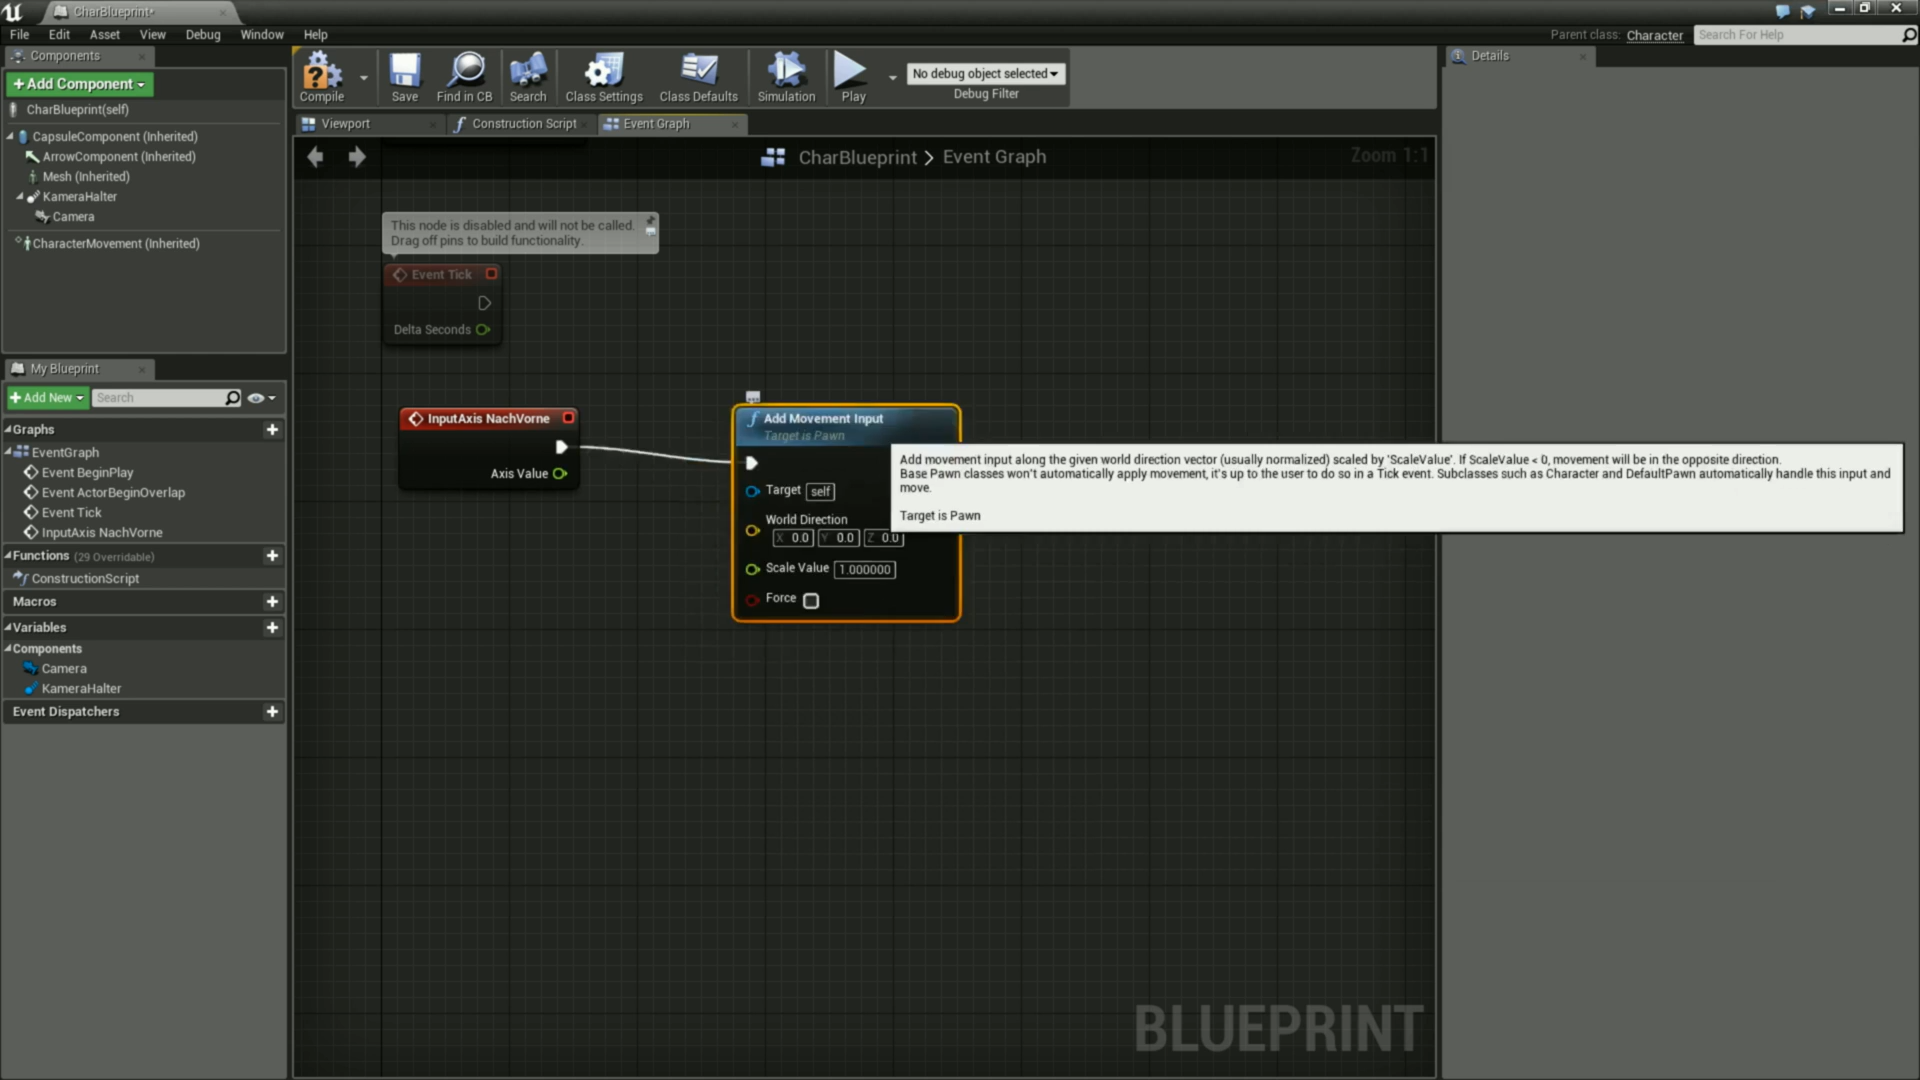 CharBlueprint*
File Edit Asset View Debug Window Help
Parent class: Character Search For Help
Components
+Add Component
CharBlueprint(self)
CapsuleComponent (Inherited)
ArrowComponent (Inherited)
Mesh (Inherited)
KameraHalter
Camera
CharacterMovement (Inherited)
Compile Save Find in CB Search Class Settings Class Defaults Simulation Play
No debug object selected
Debug Filter
Details
Viewport Construction Script Event Graph
CharBlueprint > Event Graph
Zoom 1:1
This node is disabled and will not be called.
Drag off pins to build functionality.
Event Tick
Delta Seconds
InputAxis NachVorne
Axis Value
Add Movement Input
Target is Pawn
Target self
World Direction
X 0.0 Y 0.0 Z 0.0
Scale Value 1.000000
Force
Add movement input along the given world direction vector (usually normalized) scaled by 'ScaleValue'. If ScaleValue < 0, movement will be in the opposite direction.
Base Pawn classes won't automatically apply movement, it's up to the user to do so in a Tick event. Subclasses such as Character and DefaultPawn automatically handle this input and
move.
Target is Pawn
My Blueprint
+Add New Search
Graphs
EventGraph
Event BeginPlay
Event ActorBeginOverlap
Event Tick
InputAxis NachVorne
Functions (29 Overridable)
ConstructionScript
Macros
Variables
Components
Camera
KameraHalter
Event Dispatchers
BLUEPRINT